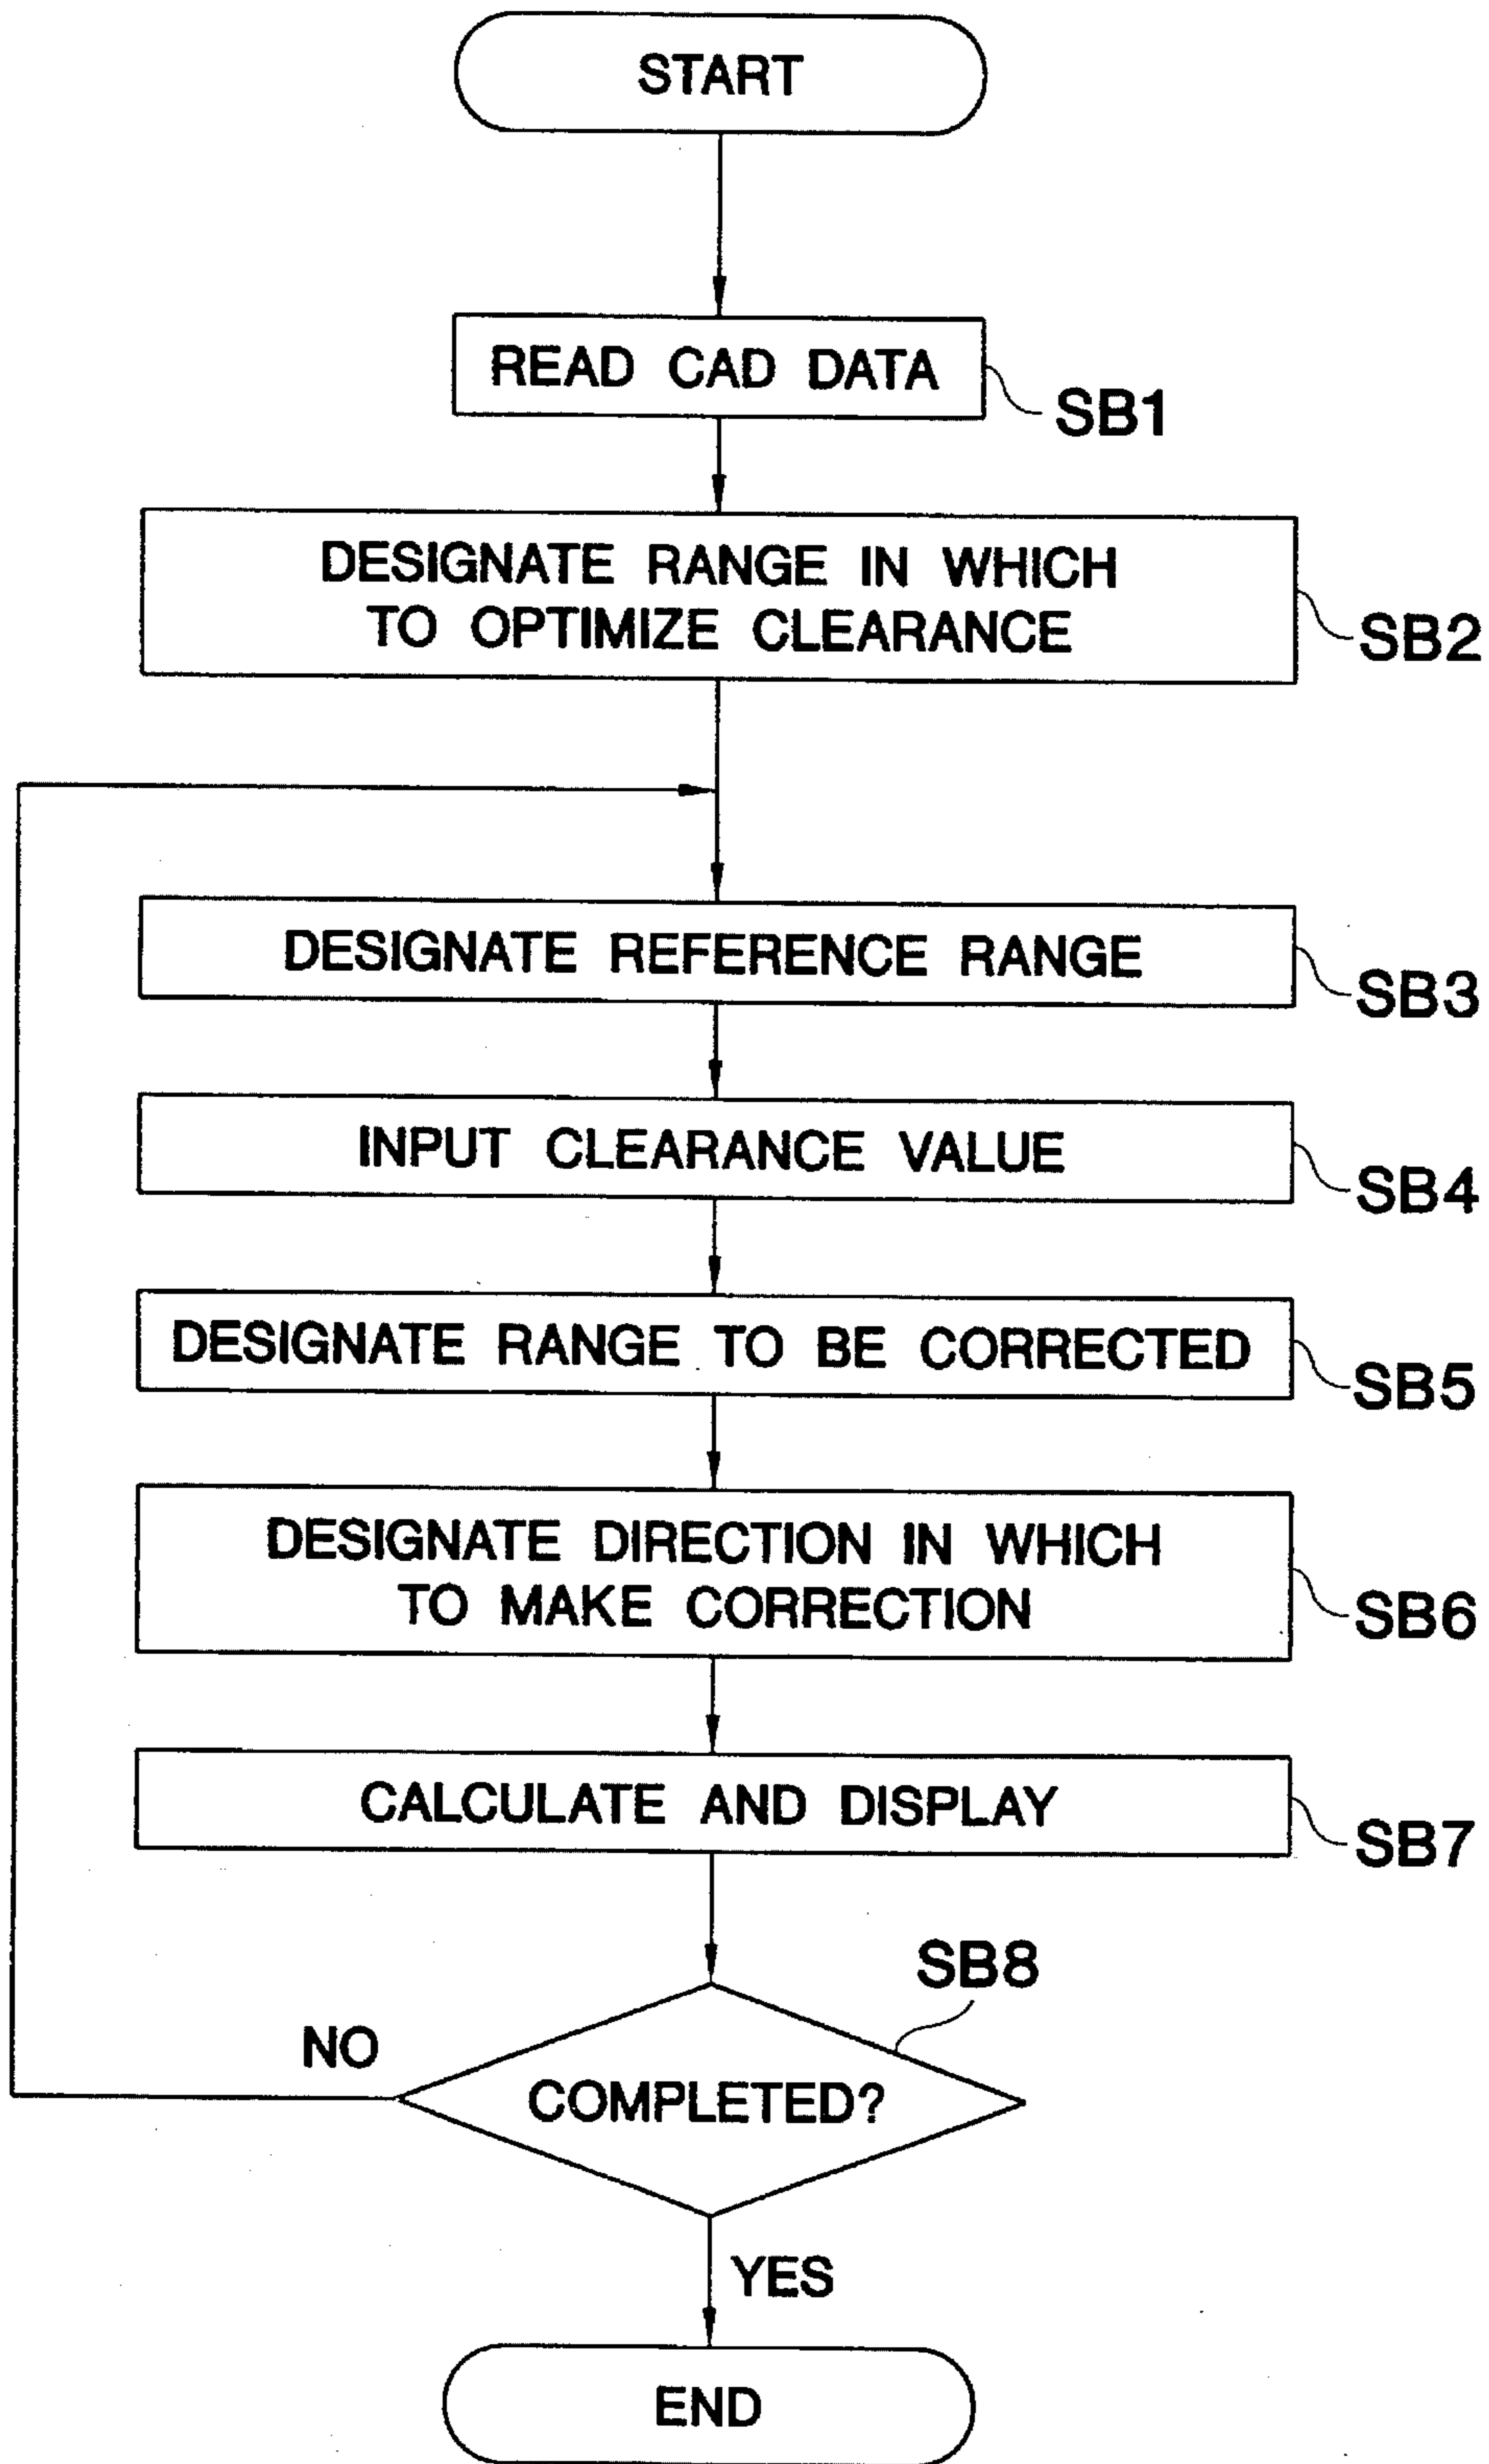 START
READ CAD DATA
SB1
DESIGNATE RANGE IN WHICH
TO OPTIMIZE CLEARANCE
SB2
DESIGNATE REFERENCE RANGE
SB3
INPUT CLEARANCE VALUE
SB4
DESIGNATE RANGE TO BE CORRECTED
SB5
DESIGNATE DIRECTION IN WHICH
TO MAKE CORRECTION
SB6
CALCULATE AND DISPLAY
SB7
SB8
NO
COMPLETED?
YES
END